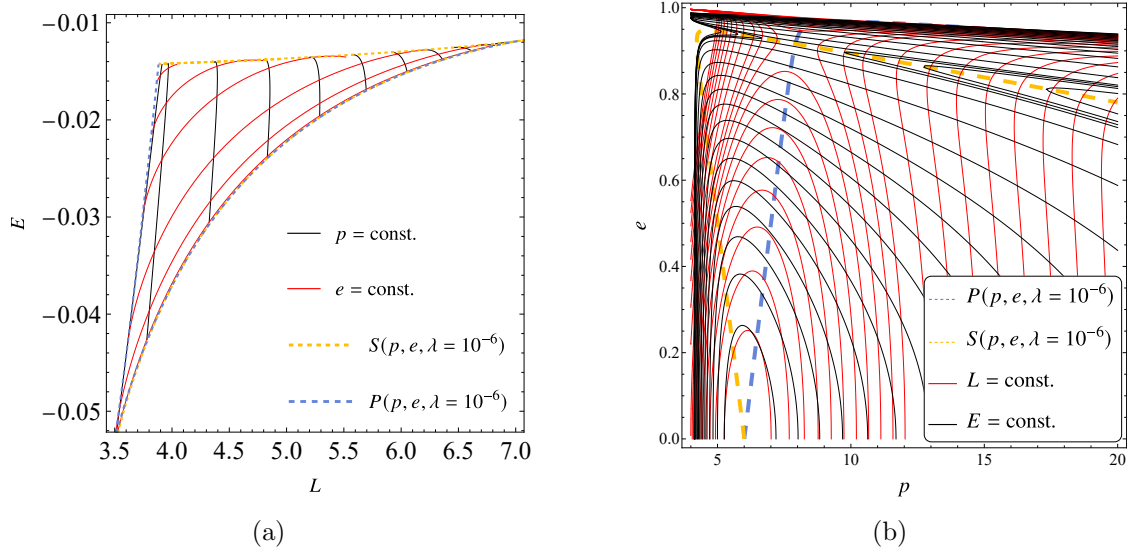 −0.01
−0.02
−0.03
−0.04
−0.05
E
3.5 4.0 4.5 5.0 5.5 6.0 6.5 7.0
L
p = const.
e = const.
S(p, e, λ = 10⁻⁶)
P(p, e, λ = 10⁻⁶)
(a)
1.0
0.8
0.6
0.4
0.2
0.0
e
5 10 15 20
p
P(p, e, λ = 10⁻⁶)
S(p, e, λ = 10⁻⁶)
L = const.
E = const.
(b)